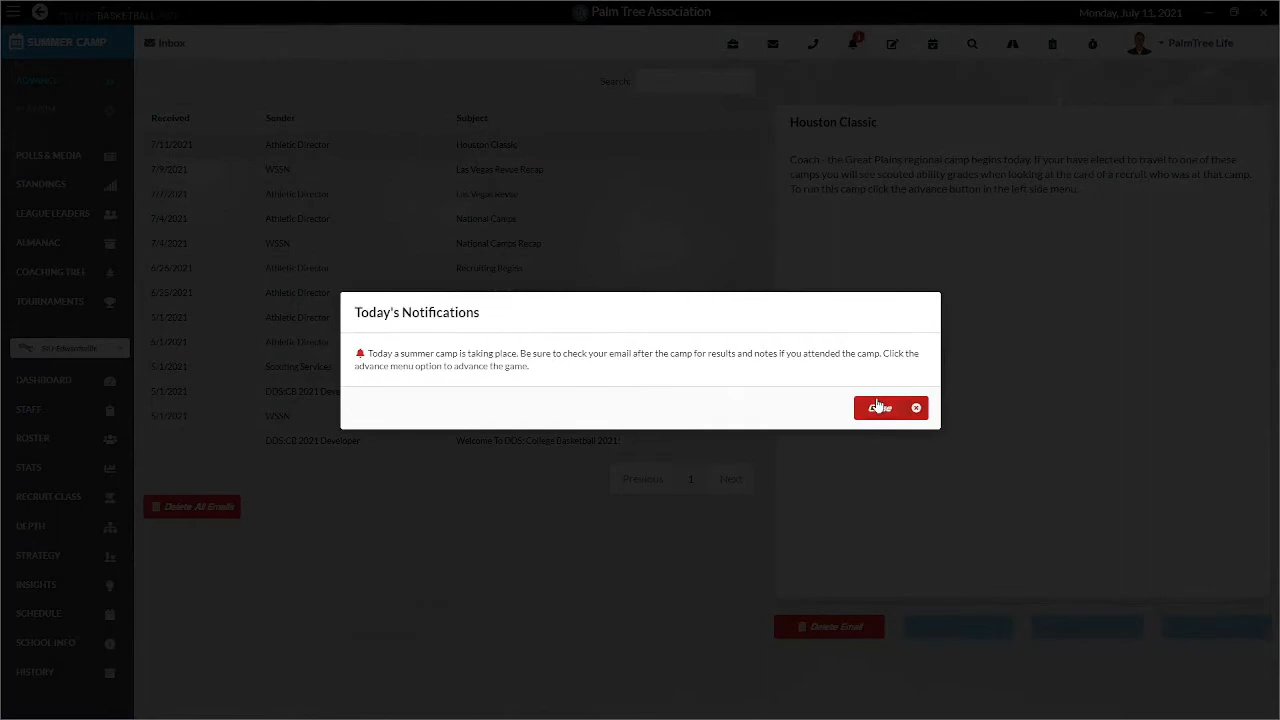 BASKETBALL
Palm Tree Association
Monday, July 11, 2021
SUMMER CAMP
Inbox
1
PalmTree Life
ADVANCE
Search:
Received Sender Subject
7/11/2021 Athletic Director Houston Classic
7/9/2021 WSSN Las Vegas Revue Recap
7/7/2021 Athletic Director Las Vegas Revue
7/4/2021 Athletic Director National Camps
7/4/2021 WSSN National Camps Recap
6/26/2021 Athletic Director Recruiting Begins
6/25/2021 Athletic Director
5/1/2021 Athletic Director
5/1/2021 Athletic Director
5/1/2021 Scouting Services
5/1/2021 DDS:CB 2021 Deve
5/1/2021 WSSN
DDS:CB 2021 Developer Welcome To DDS: College Basketball 2021!
Previous 1 Next
Delete All Emails
POLLS & MEDIA
STANDINGS
LEAGUE LEADERS
ALMANAC
COACHING TREE
TOURNAMENTS
SIU-Edwardsville
DASHBOARD
STAFF
ROSTER
STATS
RECRUIT CLASS
DEPTH
STRATEGY
INSIGHTS
SCHEDULE
SCHOOL INFO
HISTORY
Houston Classic
Coach - the Great Plains regional camp begins today. If your have elected to travel to one of these
camps you will see scouted ability grades when looking at the card of a recruit who was at that camp.
To run this camp click the advance button in the left side menu.
Delete Email
Today's Notifications
Today a summer camp is taking place. Be sure to check your email after the camp for results and notes if you attended the camp. Click the
advance menu option to advance the game.
Close